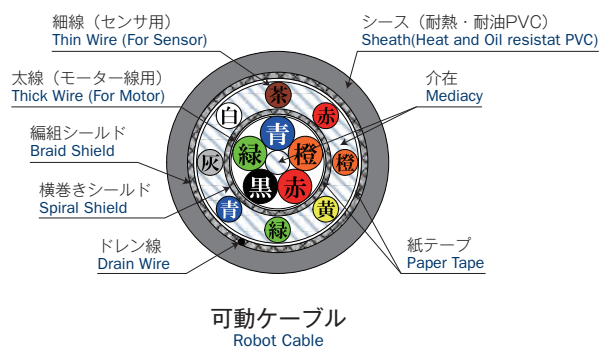 細線（センサ用）
Thin Wire (For Sensor)
太線（モーター線用）
Thick Wire (For Motor)
編組シールド
Braid Shield
横巻きシールド
Spiral Shield
ドレン線
Drain Wire
シース（耐熱・耐油PVC）
Sheath(Heat and Oil resistat PVC)
介在
Mediacy
紙テープ
Paper Tape
茶
白
赤
青
緑
橙
灰
橙
黒
赤
青
黄
緑
可動ケーブル
Robot Cable